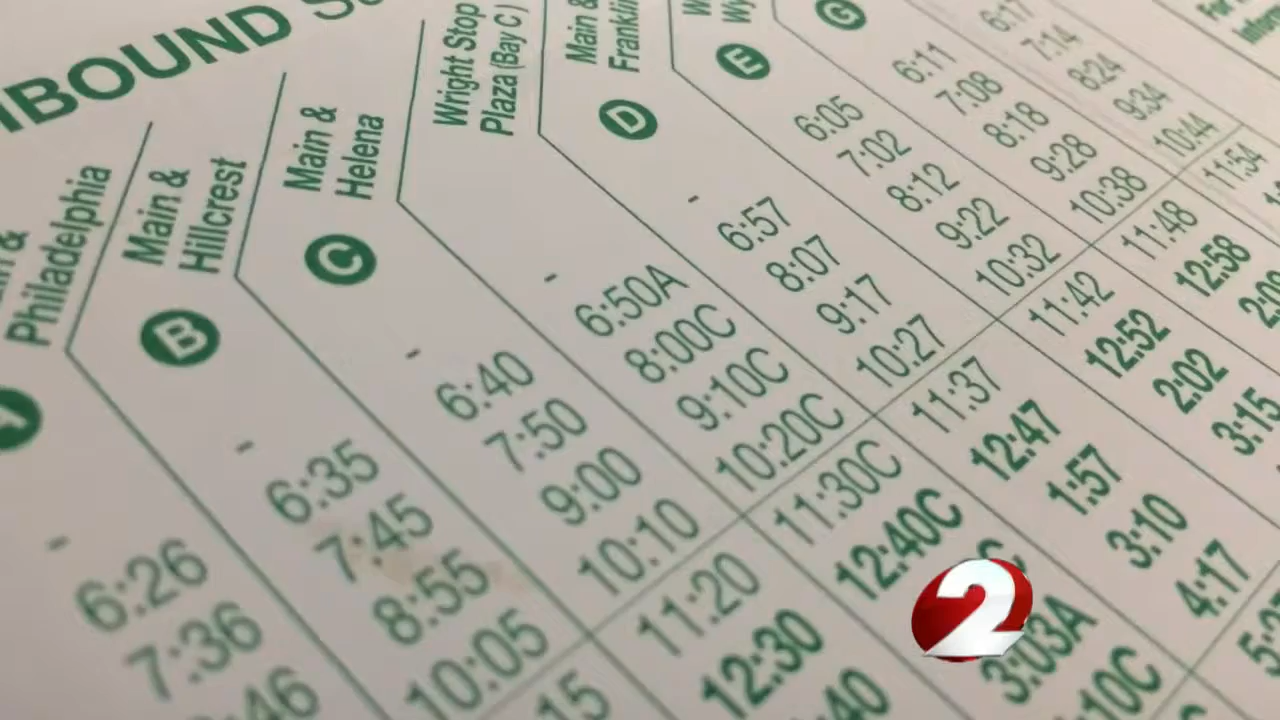 Philadelphia
A
Main &
Hillcrest
B
Main &
Helena
C
Wright Stop
Plaza (Bay C)
Main &
Franklin
D
E
G
- - - - 6:05 6:11 6:17
6:26 6:35 6:40 6:50A 6:57 7:02 7:08 7:14
7:36 7:45 7:50 8:00C 8:07 8:12 8:18 8:24
8:55 9:00 9:10C 9:17 9:22 9:28 9:34
10:05 10:10 10:20C 10:27 10:32 10:38 10:44
11:20 11:30C 11:37 11:42 11:48 11:54
12:30 12:40C 12:47 12:52 12:58
1:57 2:02
3:03A 3:10 3:15
4:17
2